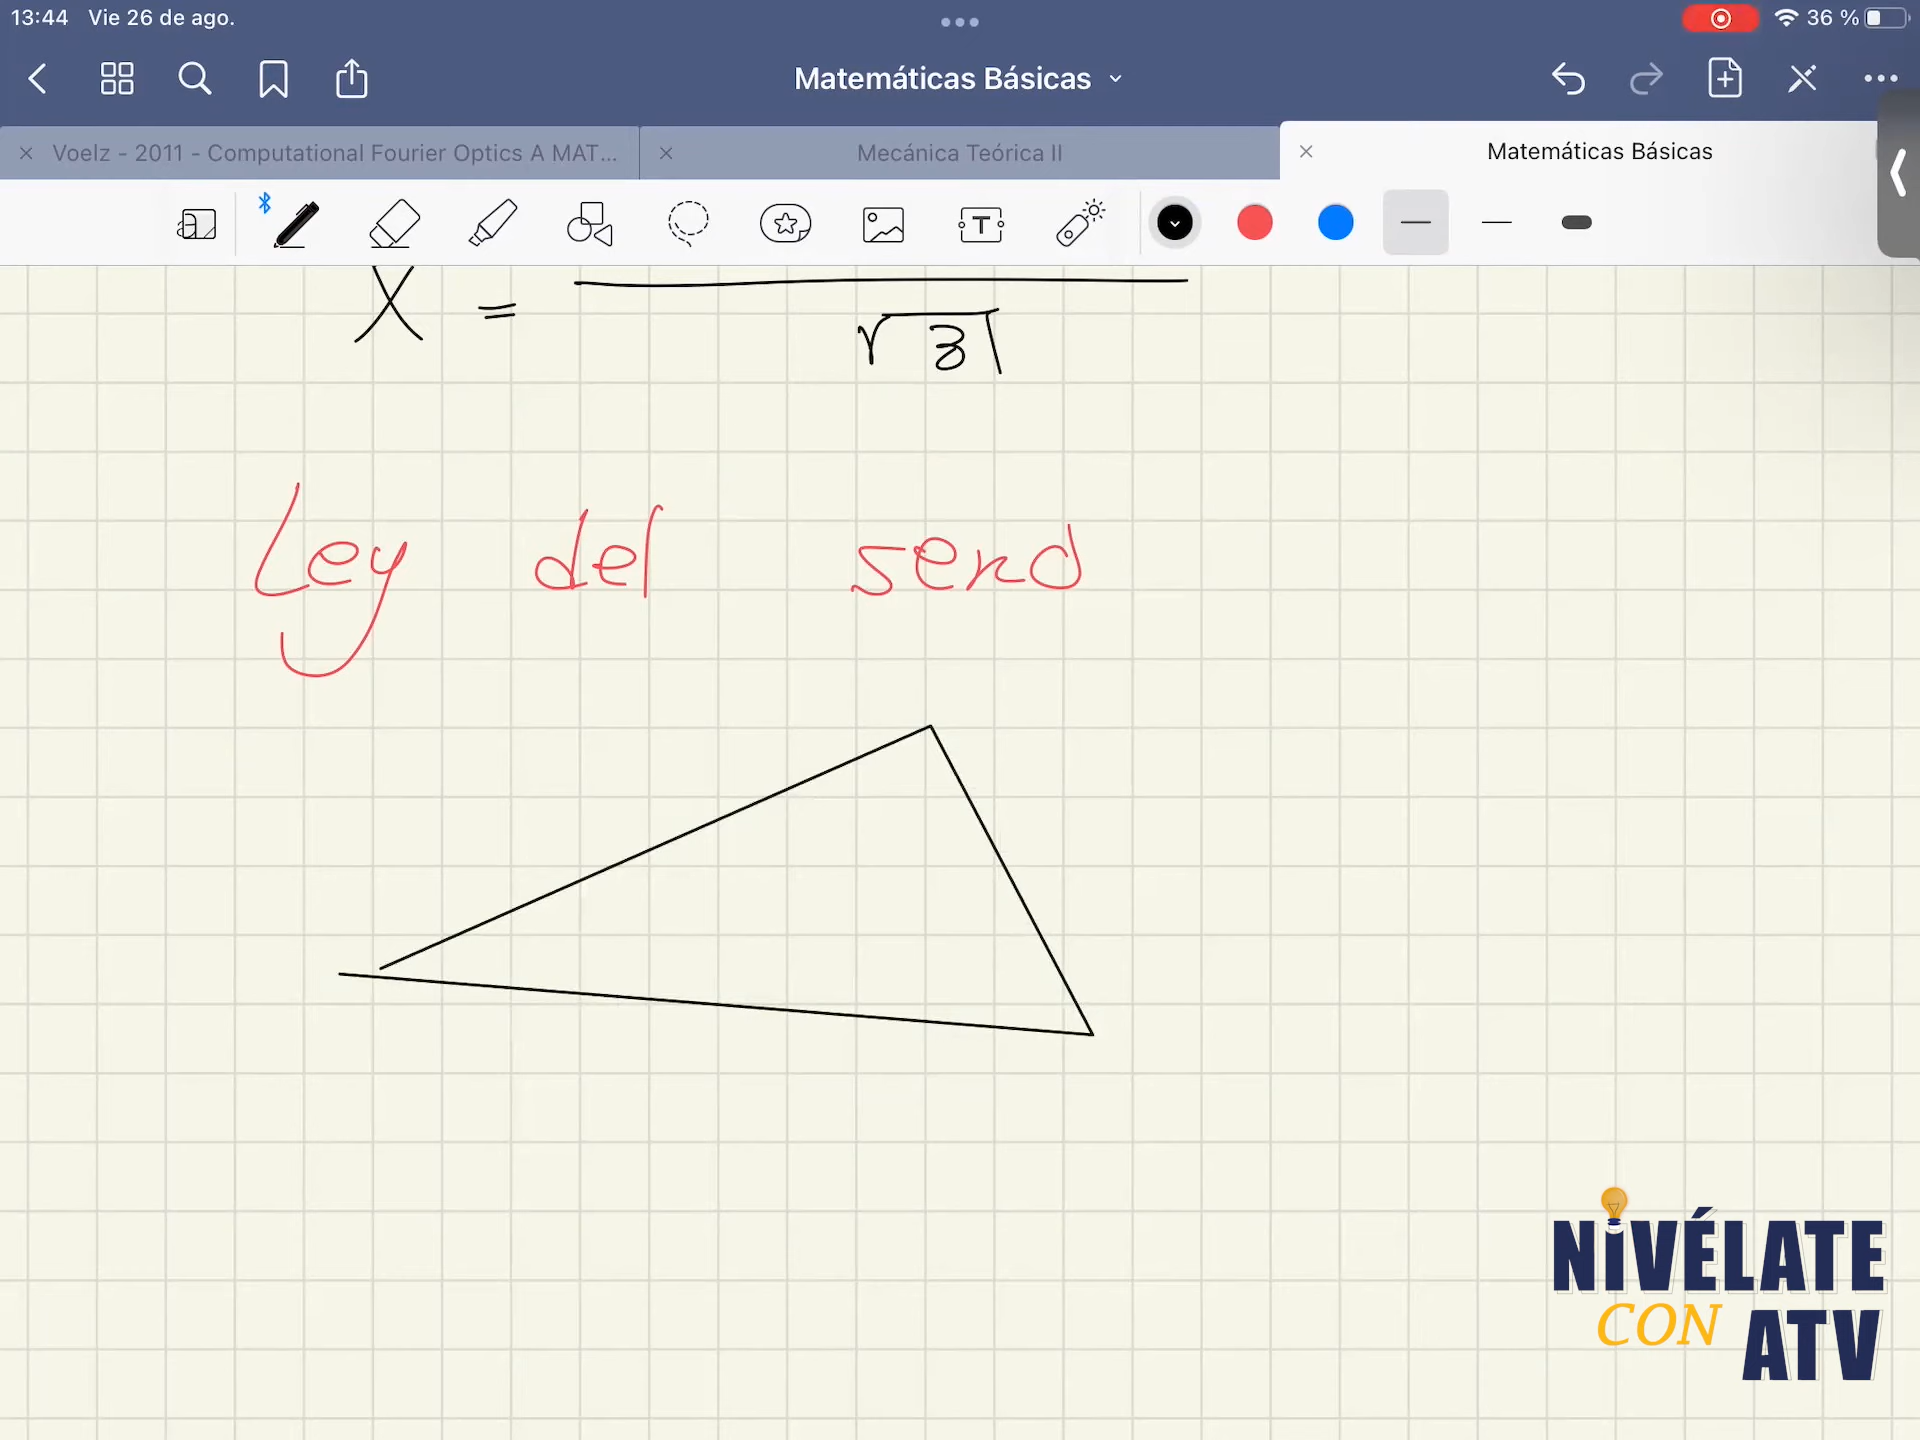 13:44 Vie 26 de ago. 36 %
Matemáticas Básicas
Voelz - 2011 - Computational Fourier Optics A MAT...
Mecánica Teórica II
Matemáticas Básicas
X =
√3
Ley del seno
NIVÉLATE
CON
ATV